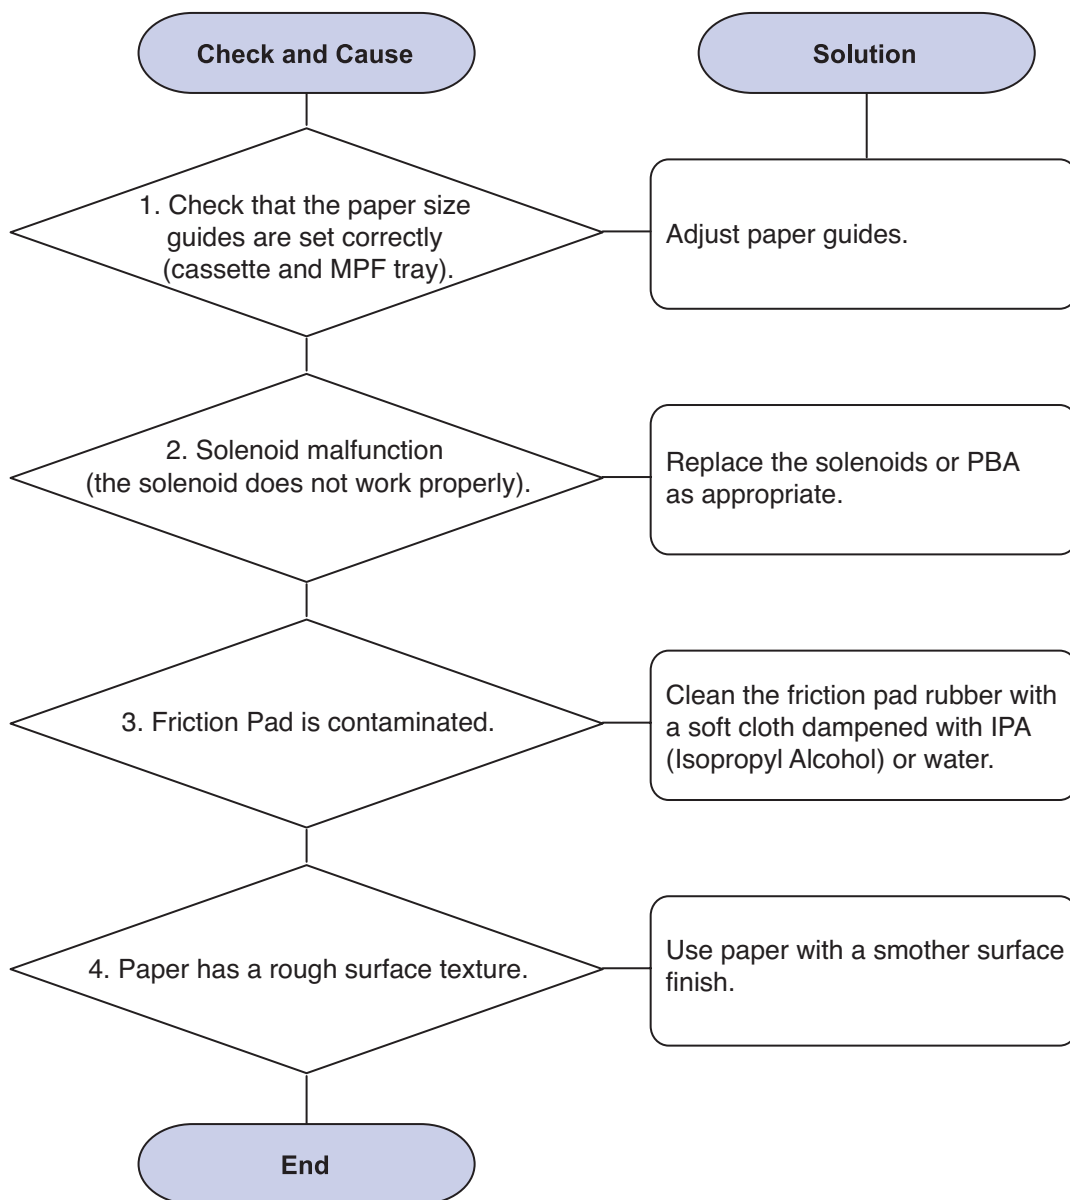 Check and Cause
Solution
1. Check that the paper size
guides are set correctly
(cassette and MPF tray).
Adjust paper guides.
2. Solenoid malfunction
(the solenoid does not work properly).
Replace the solenoids or PBA
as appropriate.
3. Friction Pad is contaminated.
Clean the friction pad rubber with
a soft cloth dampened with IPA
(Isopropyl Alcohol) or water.
4. Paper has a rough surface texture.
Use paper with a smother surface
finish.
End